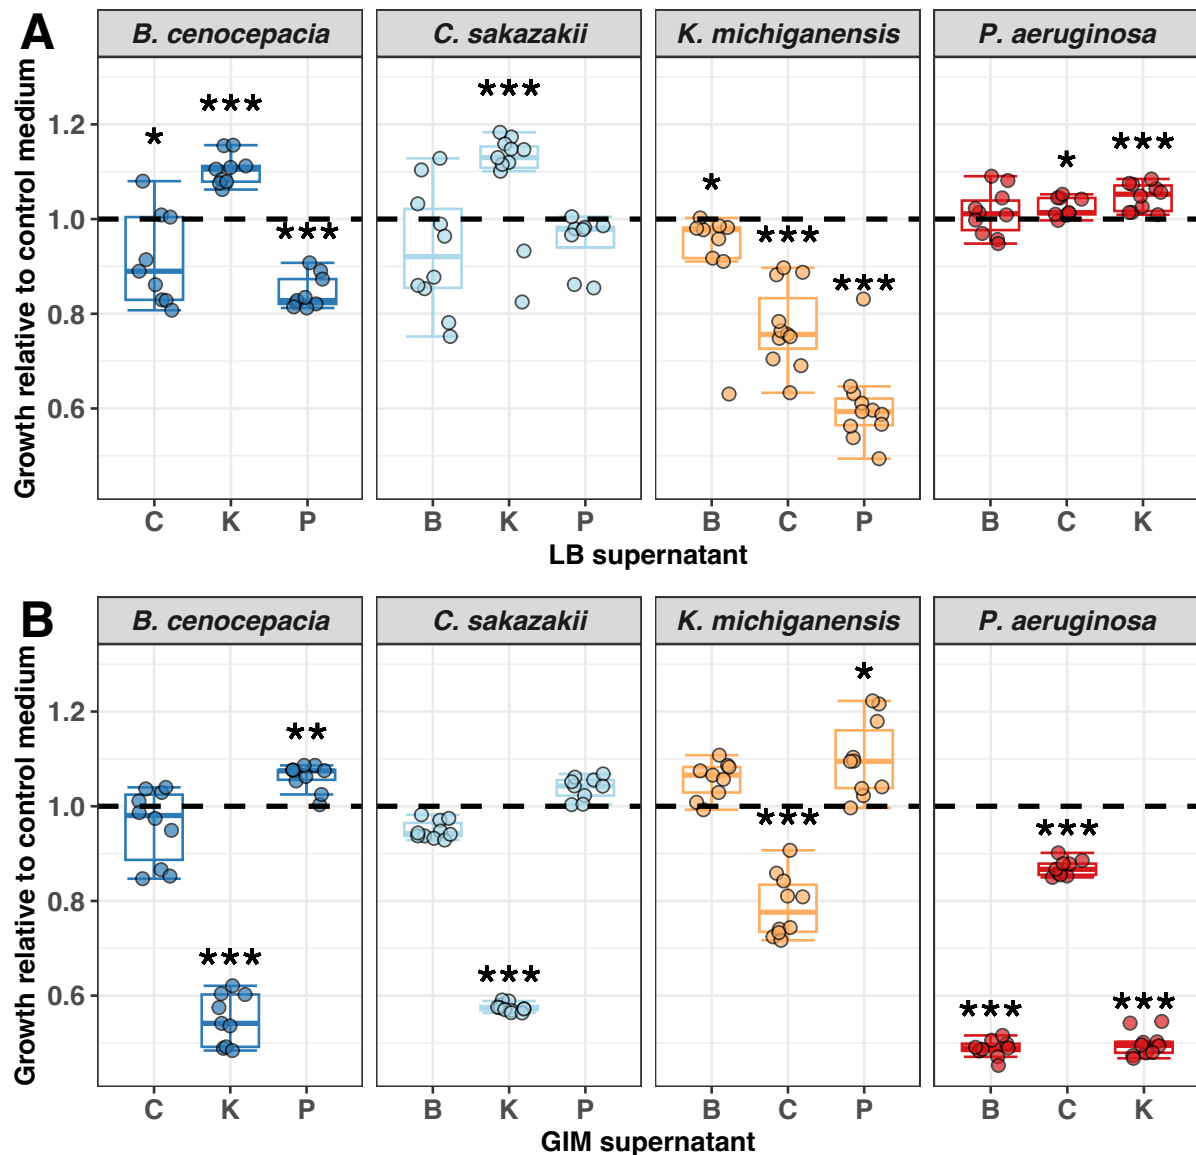 A
B. cenocepacia C. sakazakii K. michiganensis P. aeruginosa
Growth relative to control medium
1.2
1.0
0.8
0.6
* *** *** *** * *** *** * ***
C K P B K P B C P B C K
LB supernatant
B
B. cenocepacia C. sakazakii K. michiganensis P. aeruginosa
Growth relative to control medium
1.2
1.0
0.8
0.6
*** ** *** *** * *** *** ***
C K P B K P B C P B C K
GIM supernatant